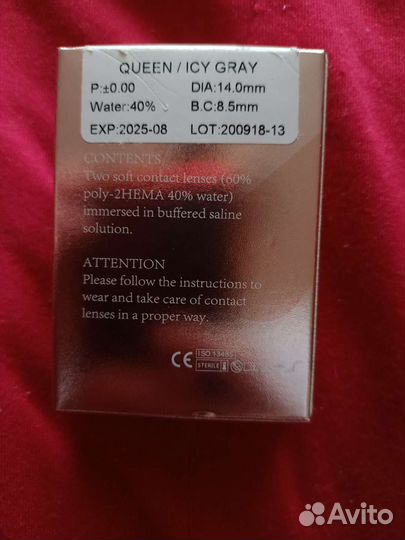 QUEEN / ICY GRAY
P:±0.00 DIA:14.0mm
Water:40% B.C:8.5mm
EXP:2025-08 LOT:200918-13
CONTENTS
Two soft contact lenses (60%
poly-2HEMA 40% water)
immersed in buffered saline
solution.
ATTENTION
Please follow the instructions to
wear and take care of contact
lenses in a proper way.
CE ISO 13485
STERILE
Avito